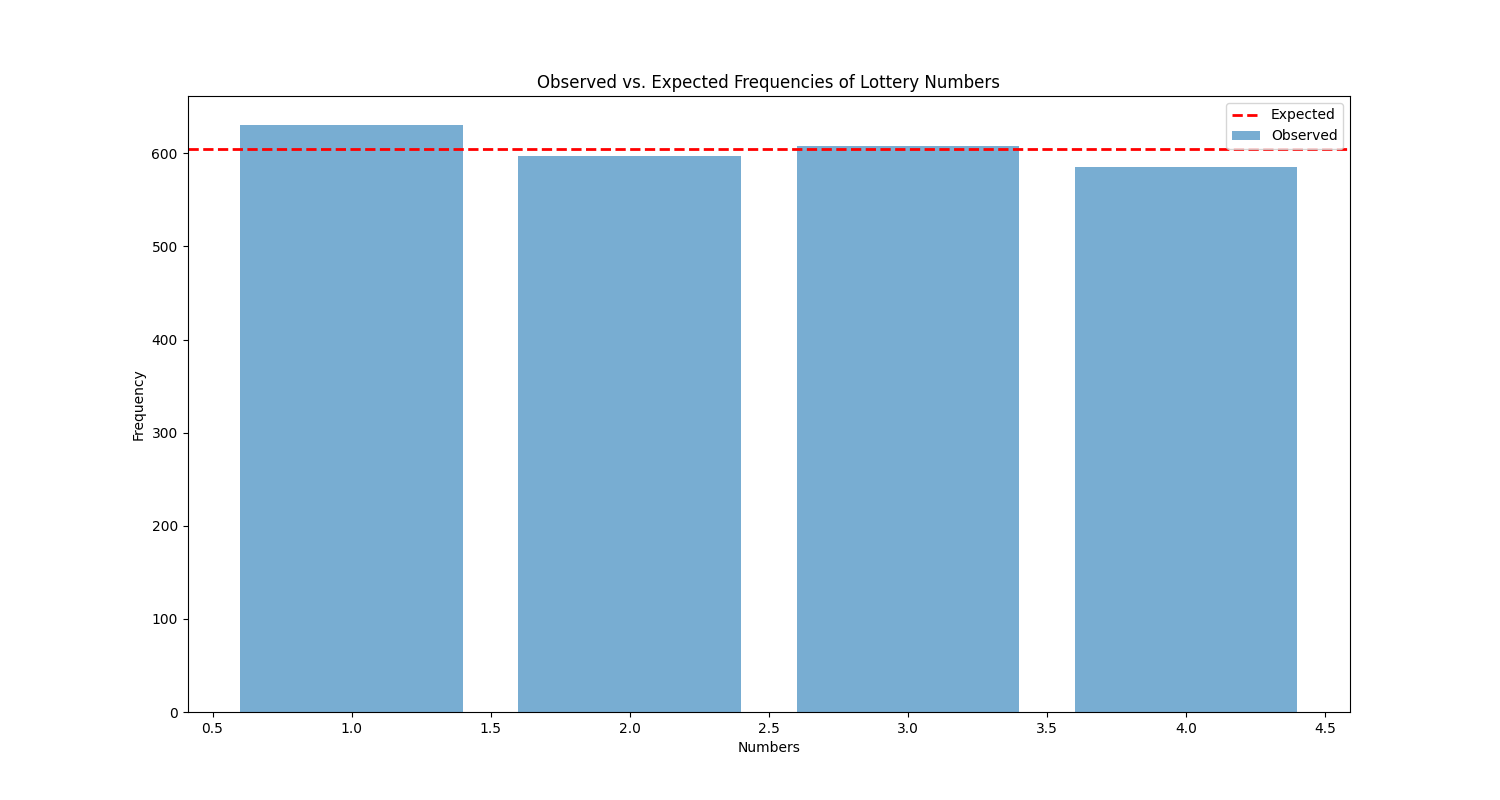 Observed vs. Expected Frequencies of Lottery Numbers
Expected
Observed
600
500
400
300
200
100
0
Frequency
0.5 1.0 1.5 2.0 2.5 3.0 3.5 4.0 4.5
Numbers